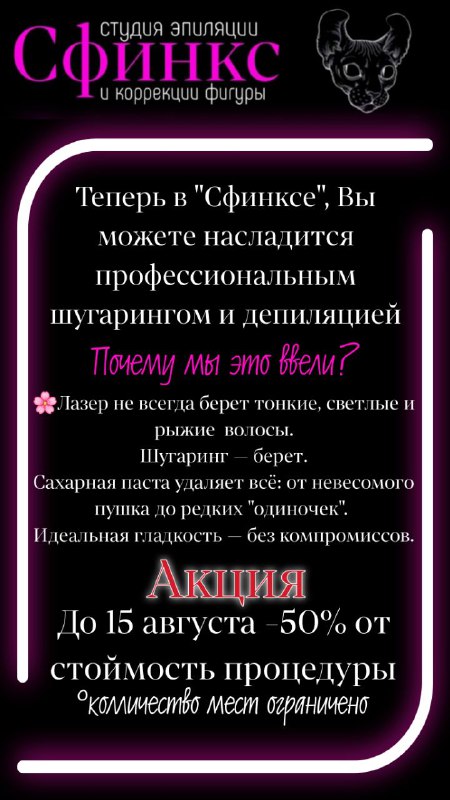 студия эпиляции
Сфинкс
и коррекции фигуры
Теперь в "Сфинксе", Вы
можете насладится
профессиональным
шугарингом и депиляцией
Почему мы это ввели?
🌸Лазер не всегда берет тонкие, светлые и
рыжие волосы.
Шугаринг — берет.
Сахарная паста удаляет всё: от невесомого
пушка до редких "одиночек".
Идеальная гладкость — без компромиссов.
Акция
До 15 августа -50% от
стоймость процедуры
°колличество мест ограничено